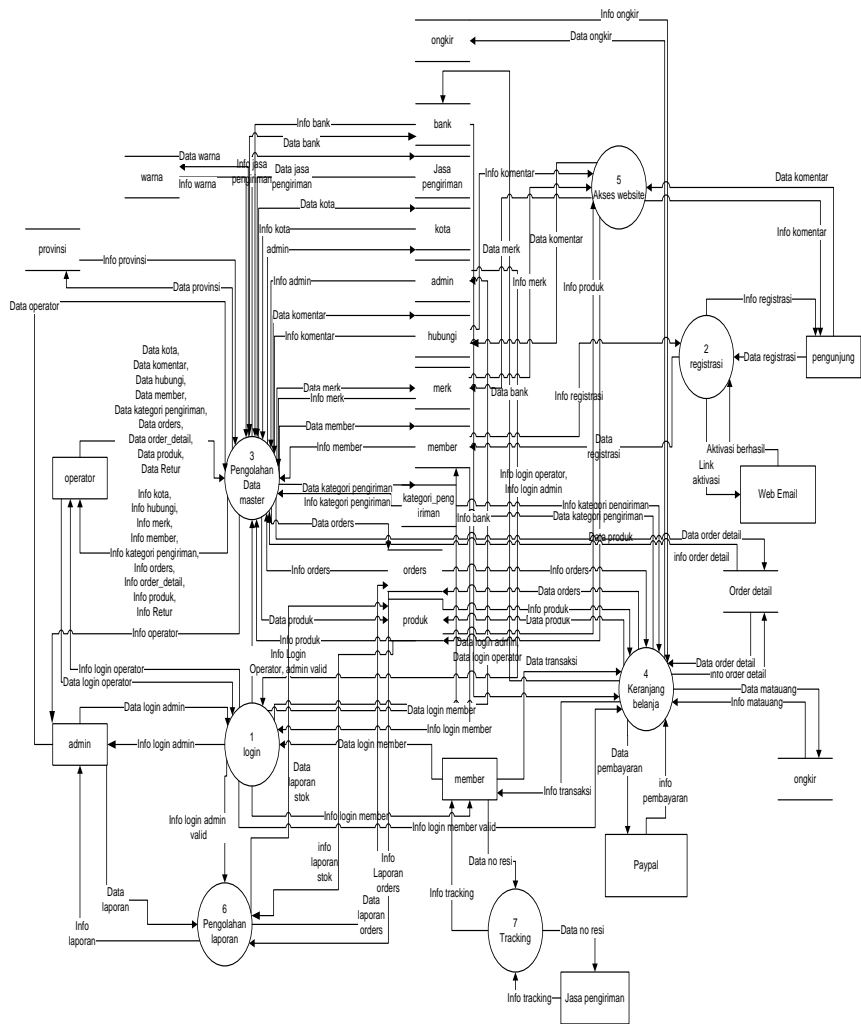 Info ongkir
ongkir
Data ongkir
Info bank
bank
Data bank
Data warna
warna
Info warna
Info jasa
pengiriman
Data jasa
pengiriman
Jasa
pengiriman
Info komentar
5
Akses website
Data komentar
Info komentar
Data kota
Info kota
kota
provinsi
Info provinsi
Data provinsi
Data operator
admin
Info admin
admin
Data merk
Data komentar
Info merk
Info produk
Data komentar
Info komentar
hubungi
Info registrasi
2
registrasi
Data registrasi
pengunjung
Data merk
Info merk
merk
Data bank
Info registrasi
Data member
Info member
member
Data
registrasi
Link
aktivasi
Aktivasi berhasil
Web Email
Data kota,
Data komentar,
Data hubungi,
Data member,
Data kategori pengiriman,
Data orders,
Data order_detail,
Data produk,
Data Retur
operator
3
Pengolahan
Data
master
Info kota,
Info hubungi,
Info merk,
Info member,
Info kategori pengiriman,
Info orders,
Info order_detail,
Info produk,
Info Retur
Data kategori pengiriman
Info kategori pengiriman
kategori_peng
iriman
Info login operator,
Info login admin
Info kategori pengiriman
Data kategori pengiriman
Info bank
Data orders
Data produk
Data order detail
info order detail
Order detail
Info orders
orders
Info orders
Data orders
Data produk
produk
Info produk
Data produk
Info operator
Info produk
Info Login
Operator, admin valid
Data login admin,
Data login operator
Data transaksi
Data order detail
Info order detail
4
Keranjang
belanja
Data matauang
Info matauang
ongkir
Info login operator
Data login operator
Data login admin
admin
Info login admin
1
login
Data login member
Info login member
Data login member
member
Info transaksi
Data
pembayaran
info
pembayaran
Paypal
Data
laporan
stok
Info login member
Info login member valid
Info login admin
valid
info
laporan
stok
Info
Laporan
orders
Data
laporan
orders
Data
laporan
Info
laporan
6
Pengolahan
laporan
Info tracking
Data no resi
7
Tracking
Data no resi
Info tracking
Jasa pengiriman